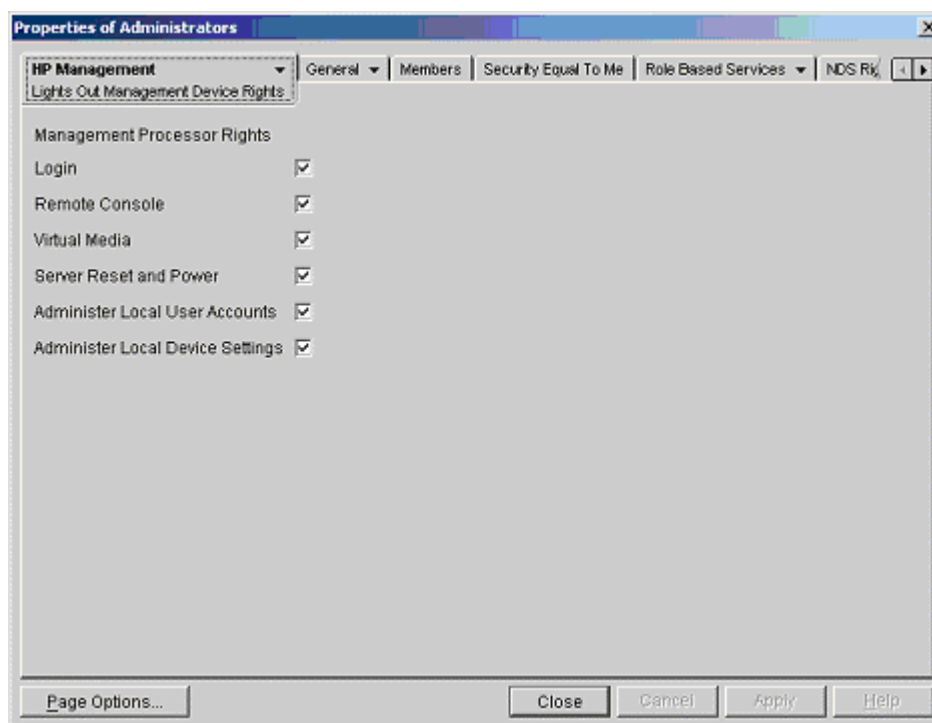 Properties of Administrators
HP Management
Lights Out Management Device Rights
General
Members
Security Equal To Me
Role Based Services
NDS Rig
Management Processor Rights
Login
Remote Console
Virtual Media
Server Reset and Power
Administer Local User Accounts
Administer Local Device Settings
Page Options...
Close
Cancel
Apply
Help